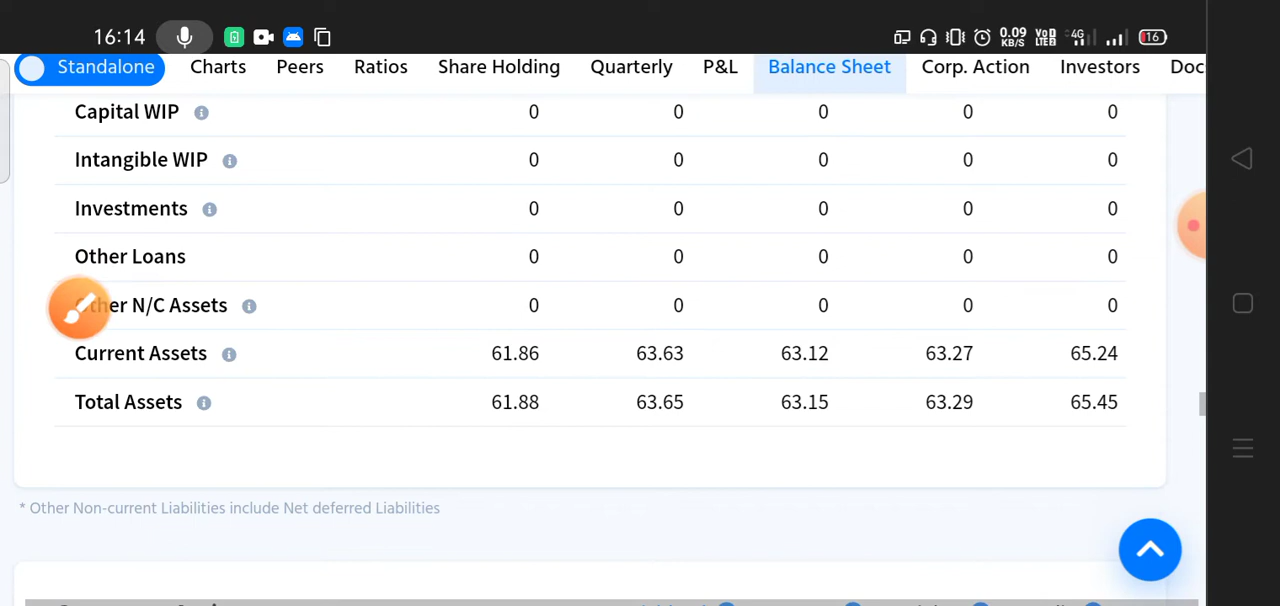 16:14 0.09 KB/S VoD LTE2 4G 16
Standalone Charts Peers Ratios Share Holding Quarterly P&L Balance Sheet Corp. Action Investors Doc
Capital WIP 0 0 0 0 0
Intangible WIP 0 0 0 0 0
Investments 0 0 0 0 0
Other Loans 0 0 0 0 0
Other N/C Assets 0 0 0 0 0
Current Assets 61.86 63.63 63.12 63.27 65.24
Total Assets 61.88 63.65 63.15 63.29 65.45
* Other Non-current Liabilities include Net deferred Liabilities